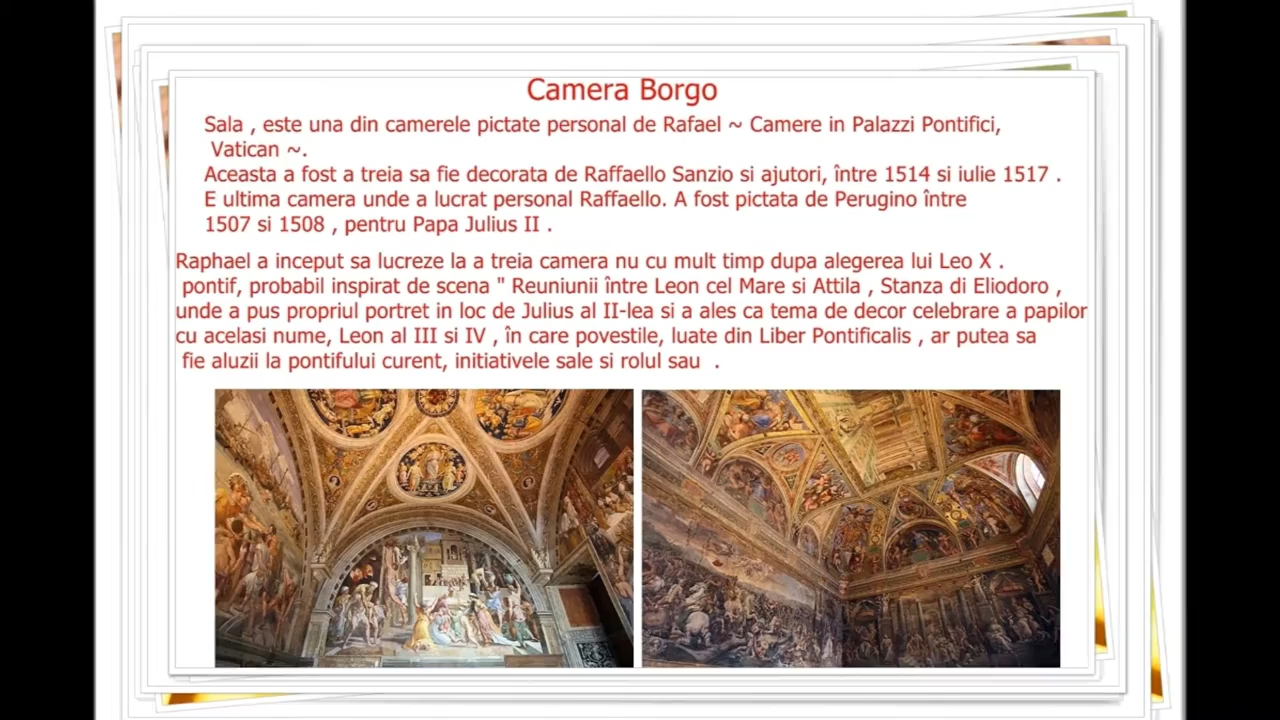 Camera Borgo
Sala , este una din camerele pictate personal de Rafael ~ Camere in Palazzi Pontifici,
Vatican ~.
Aceasta a fost a treia sa fie decorata de Raffaello Sanzio si ajutori, între 1514 si iulie 1517 .
E ultima camera unde a lucrat personal Raffaello. A fost pictata de Perugino între
1507 si 1508 , pentru Papa Julius II .
Raphael a inceput sa lucreze la a treia camera nu cu mult timp dupa alegerea lui Leo X .
pontif, probabil inspirat de scena " Reuniunii între Leon cel Mare si Attila , Stanza di Eliodoro ,
unde a pus propriul portret in loc de Julius al II-lea si a ales ca tema de decor celebrare a papilor
cu acelasi nume, Leon al III si IV , în care povestile, luate din Liber Pontificalis , ar putea sa
fie aluzii la pontifului curent, initiativele sale si rolul sau .